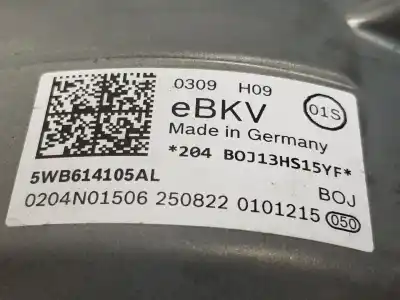 0309 H09
eBKV 01S
Made in Germany
*204 BOJ13HS15YF*
5WB614105AL BOJ
0204N01506 250822 0101215 050